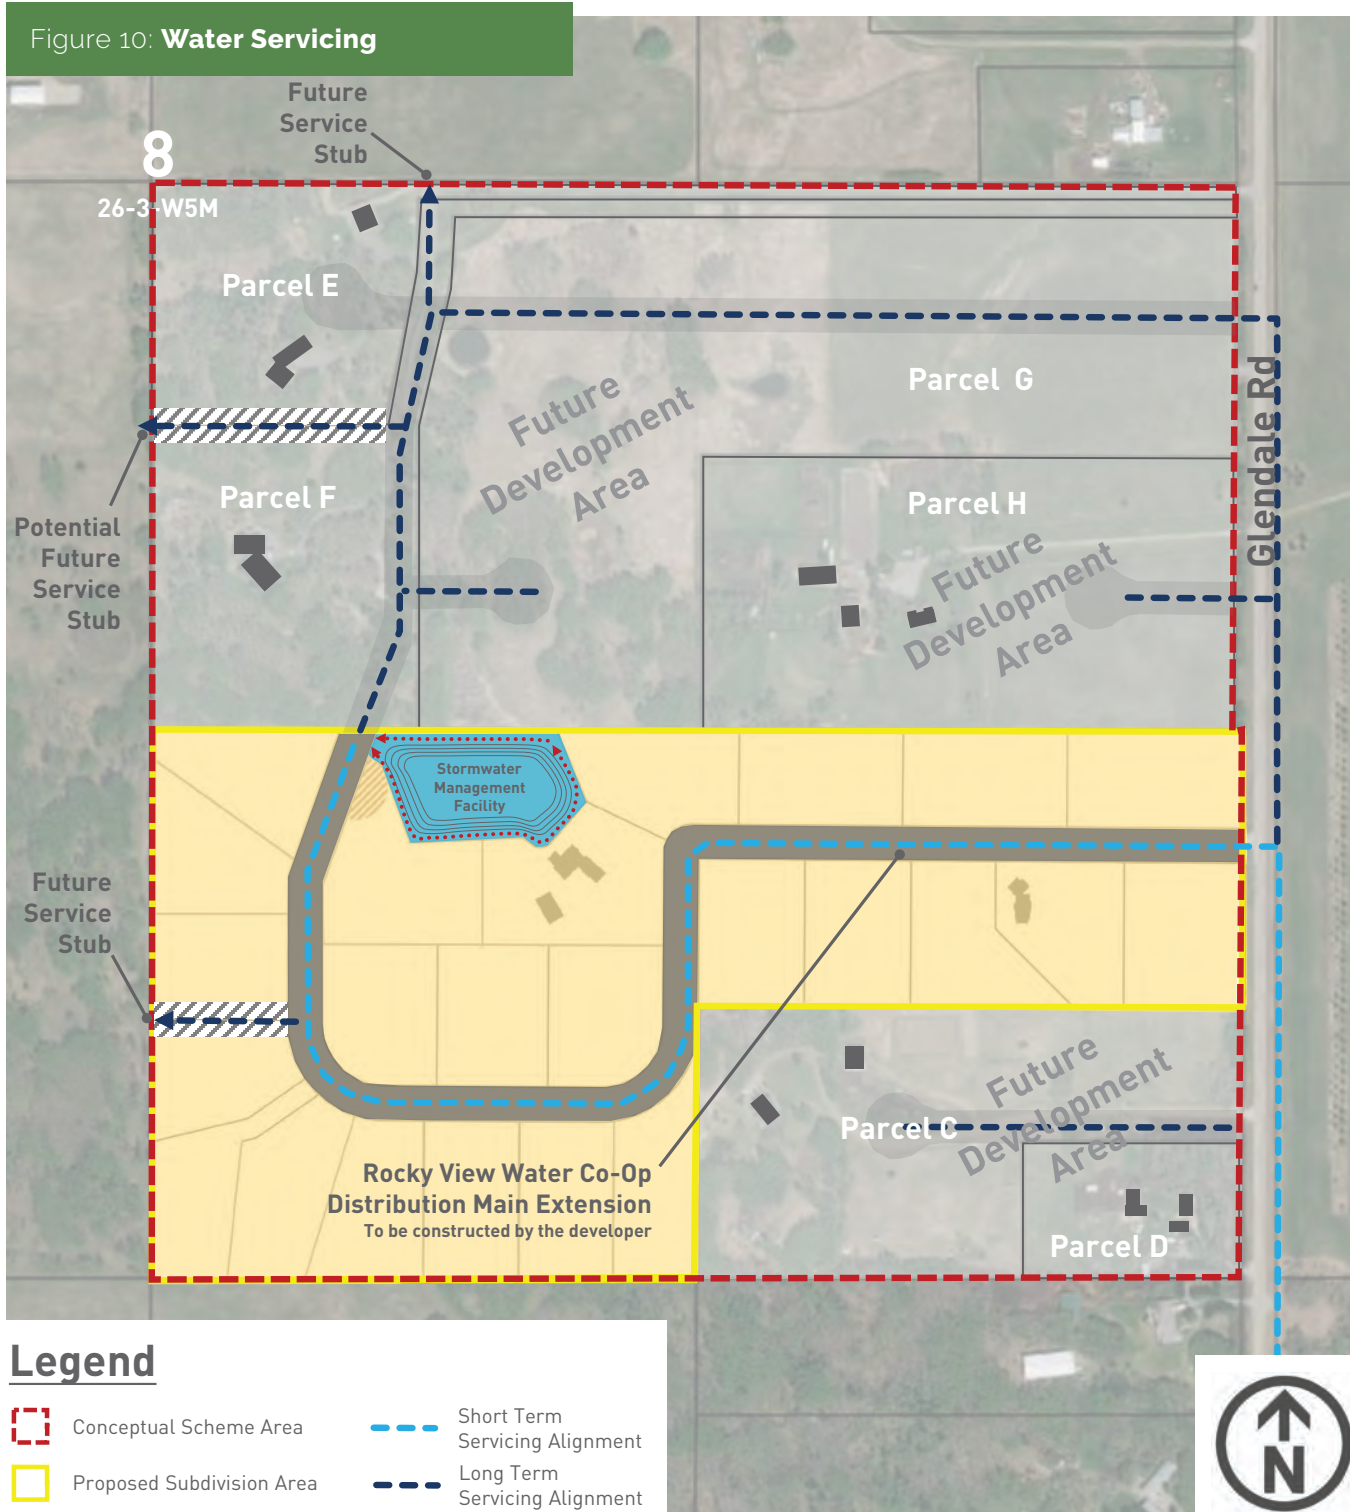 Figure 10: Water Servicing
Future
Service
Stub
8
26-3-W5M
Parcel E
Parcel G
Future
Development
Area
Glendale Rd
Parcel F
Parcel H
Potential
Future
Service
Stub
Future
Development
Area
Stormwater
Management
Facility
Future
Service
Stub
Future
Development
Area
Parcel C
Rocky View Water Co-Op
Distribution Main Extension
To be constructed by the developer
Parcel D
Legend
Conceptual Scheme Area
Proposed Subdivision Area
Short Term
Servicing Alignment
Long Term
Servicing Alignment
N